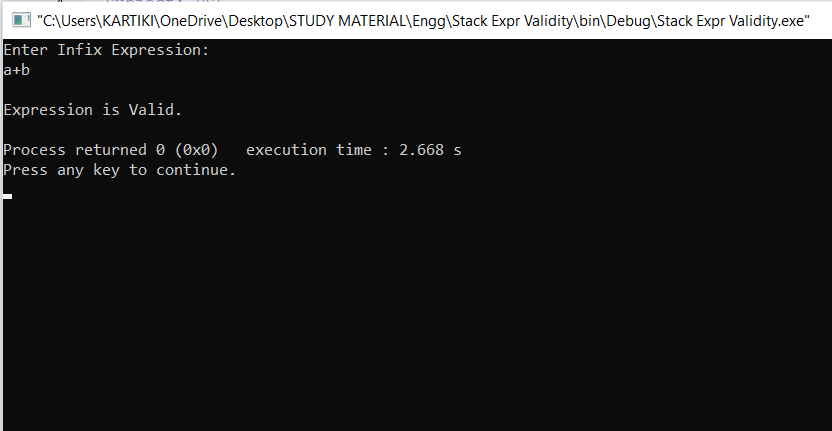 "C:\Users\KARTIKI\OneDrive\Desktop\STUDY MATERIAL\Engg\Stack Expr Validity\bin\Debug\Stack Expr Validity.exe"
Enter Infix Expression:
a+b
Expression is Valid.
Process returned 0 (0x0)   execution time : 2.668 s
Press any key to continue.